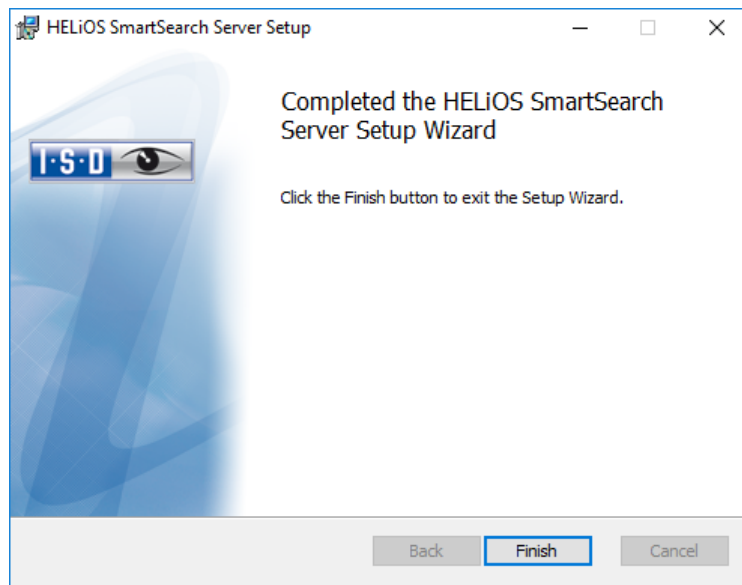 HELiOS SmartSearch Server Setup
Completed the HELiOS SmartSearch
Server Setup Wizard
I·S·D
Click the Finish button to exit the Setup Wizard.
Back Finish Cancel